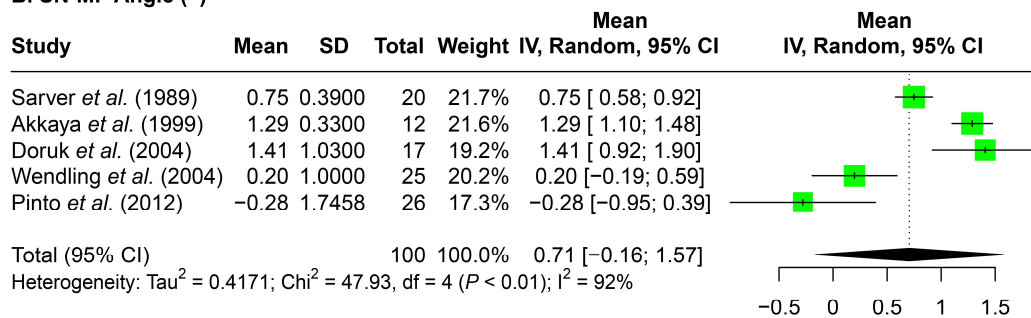 B. SN-MP Angle (°)
Mean Mean
Study Mean SD Total Weight IV, Random, 95% CI IV, Random, 95% CI
Sarver et al. (1989) 0.75 0.3900 20 21.7% 0.75 [ 0.58; 0.92]
Akkaya et al. (1999) 1.29 0.3300 12 21.6% 1.29 [ 1.10; 1.48]
Doruk et al. (2004) 1.41 1.0300 17 19.2% 1.41 [ 0.92; 1.90]
Wendling et al. (2004) 0.20 1.0000 25 20.2% 0.20 [−0.19; 0.59]
Pinto et al. (2012) −0.28 1.7458 26 17.3% −0.28 [−0.95; 0.39]
Total (95% CI) 100 100.0% 0.71 [−0.16; 1.57]
Heterogeneity: Tau² = 0.4171; Chi² = 47.93, df = 4 (P < 0.01); I² = 92%
−0.5 0 0.5 1 1.5